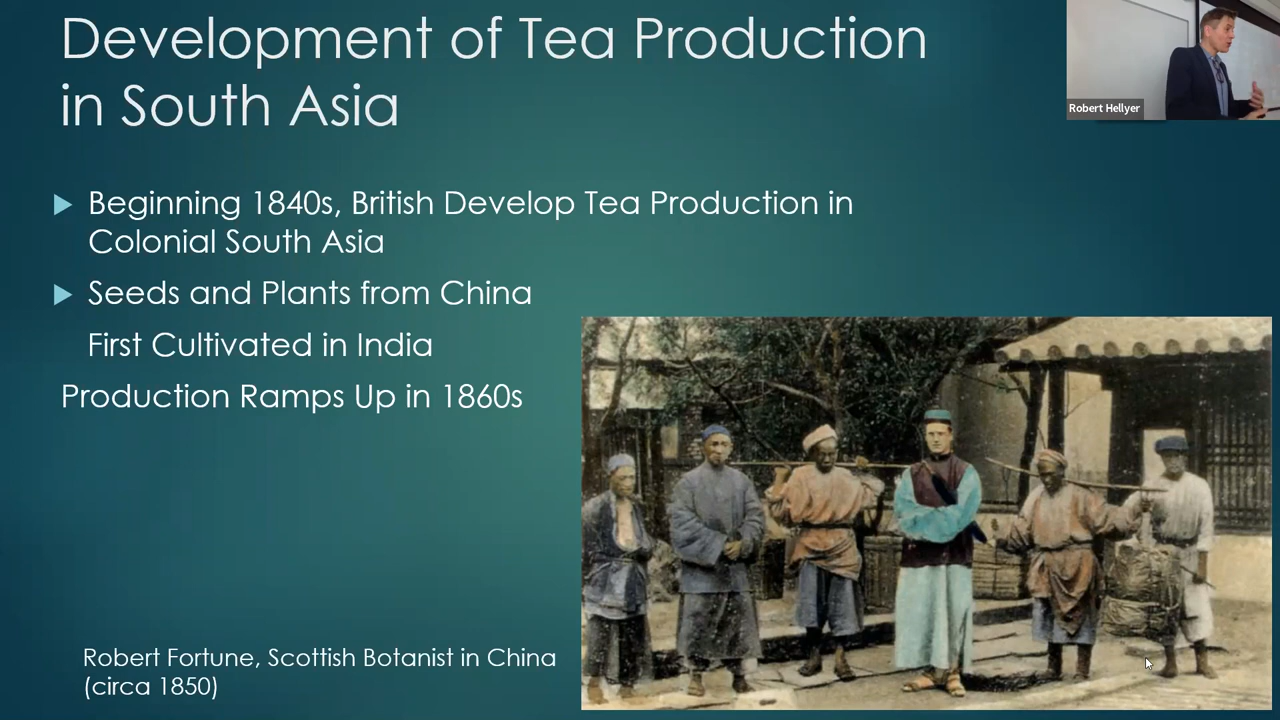 Development of Tea Production
in South Asia
Robert Hellyer
Beginning 1840s, British Develop Tea Production in
Colonial South Asia
Seeds and Plants from China
First Cultivated in India
Production Ramps Up in 1860s
Robert Fortune, Scottish Botanist in China
(circa 1850)